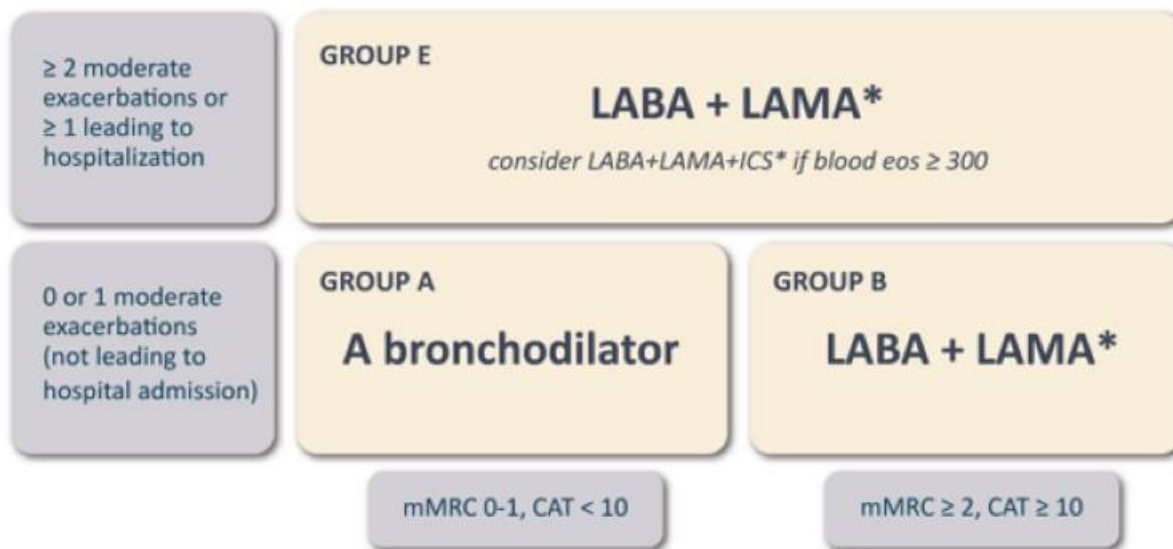 ≥ 2 moderate
exacerbations or
≥ 1 leading to
hospitalization
GROUP E
LABA + LAMA*
consider LABA+LAMA+ICS* if blood eos ≥ 300
0 or 1 moderate
exacerbations
(not leading to
hospital admission)
GROUP A
A bronchodilator
GROUP B
LABA + LAMA*
mMRC 0-1, CAT < 10
mMRC ≥ 2, CAT ≥ 10